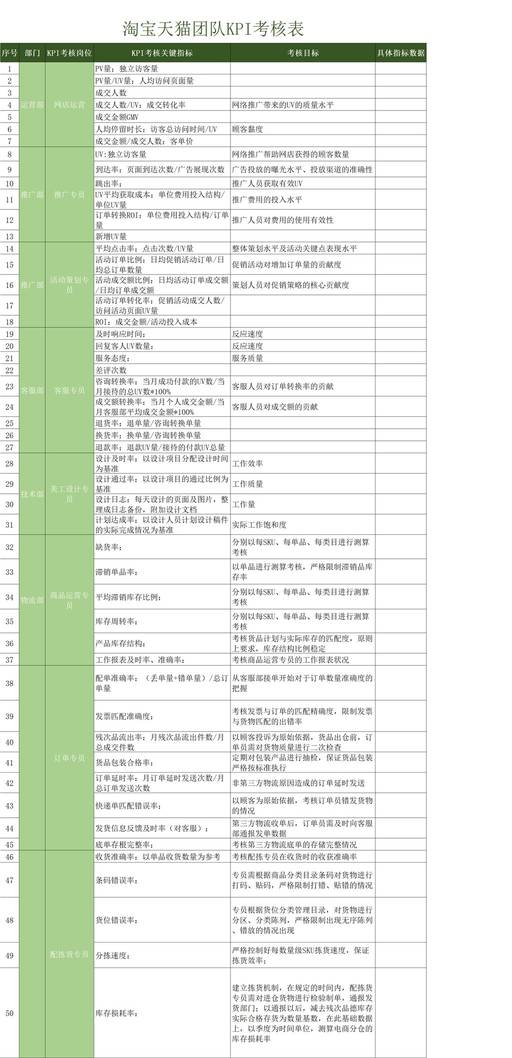 淘宝天猫团队KPI考核表
序号 部门 KPI考核岗位 KPI考核关键指标 考核目标 具体指标数据
运营部 网店运营
1 PV量；独立访客量
2 PV量/UV量；人均访问页面量
3 成交人数
4 成交人数/UV；成交转化率 网络推广带来的UV的质量水平
5 成交金额GMV
6 人均停留时长；访客总访问时间/UV 顾客黏度
7 成交金额/成交人数；客单价
推广部 推广专员
8 UV:独立访客量 网络推广帮助网店获得的顾客数量
9 到达率；页面到达次数/广告展现次数 广告投放的曝光水平、投放渠道的准确性
10 跳出率； 推广人员获取有效UV
11 UV平均获取成本；单位费用投入结构/
单位UV量 推广费用的投入水平
12 订单转换ROI；单位费用投入结构/订单
量 推广人员对费用的使用有效性
13 新增UV量
推广部 活动策划专
员
14 平均点击率；点击次数/UV量 整体策划水平及活动关键点表现水平
15 活动订单比例；日均促销活动订单/日
均总订单数量 促销活动对增加订单量的贡献度
16 活动成交额比例；日均活动订单成交额
/日均订单成交额 策划人员对促销策略的核心贡献度
17 活动订单转化率；促销活动成交人数/
访问活动页面UV量
18 ROI；成交金额/活动投入成本
客服部 客服专员
19 及时响应时间； 反应速度
20 回复客人UV数量； 反应速度
21 服务态度； 服务质量
22 差评次数
23 咨询转换率；当月成功付款的UV数/当
月接待的总UV数*100% 客服人员对订单转换率的贡献
24 成交额转换率；当月个人成交金额/当
月客服部平均成交金额*100% 客服人员对成交额的贡献
25 退货率；退单量/咨询转换单量
26 换货率；换单量/咨询转换单量
27 退款率；退款UV量/接待的付款UV总量
技术部 美工设计专
员
28 设计及时率；以设计项目分配设计时间
为基准 工作效率
29 设计通过率；以设计项目的通过比例为
基准 工作质量
30 设计日志；每天设计的页面及图片，整
理成日志备份，附加设计文档 工作量
31 计划达成率；以设计人员计划设计稿件
的实际完成情况为基准 实际工作饱和度
物流部 商品运营专
员
32 缺货率； 分别以每SKU、每单品、每类目进行测算
考核
33 滞销单品率； 以单品进行测算考核，严格限制滞销品库
存率
34 平均滞销库存比例； 分别以每SKU、每单品、每类目进行测算
考核
35 库存周转率； 分别以每SKU、每单品、每类目进行测算
考核
36 产品库存结构； 考核货品计划与实际库存的匹配度，原则
上要求，库存结构比例稳定
37 工作报表及时率、准确率； 考核商品运营专员的工作报表状况
订单专员
38 配单准确率；（丢单量+错单量）/总订
单量 从客服部接单开始对于订单数量准确度的
把握
39 发票匹配准确度； 考核发票与订单的匹配精确度，限制发票
与货物匹配的出错率
40 残次品流出率；月残次品流出件数/月
总成交件数 以顾客投诉为原始依据，货品出仓前，订
单员需对货物质量进行二次检查
41 货品包装合格率； 定期对包装产品进行抽检，保证货品包装
严格按标准执行
42 订单延时率；月订单延时发送次数/月
总订单发送次数 非第三方物流原因造成的订单延时发送
43 快递单匹配错误率； 以顾客为原始依据，考核订单员错发货物
的情况
44 发货信息反馈及时率（对客服）； 第三方物流收单后，订单员需及时向客服
部通报发单数据
45 底单存根完整率； 考核第三方物流底单的存储完整情况
配拣货专员
46 收货准确率；以单品收货数量为参考 考核配拣专员在收货时的收获准确率
47 条码错误率； 专员需根据商品分类目录条码对货物进行
打码、贴码，严格限制打错、贴错的情况
48 货位错误率； 专员根据货位分类管理目录，对货物进行
分区、分类陈列，严格限制出现无序陈列
、错放的情况出现
49 分拣速度； 严格控制好每数量级SKU拣货速度，保证
拣货效率；
50 库存损耗率； 建立拣货机制，在规定的时间内，配拣货
专员需对进仓货物进行检验制单，通报发
货部门；以通报以后，减去残次品德库存
实际合格存货为数量基数，在此基础数据
上，以季度为时间单位，测算电商分仓的
库存损耗率